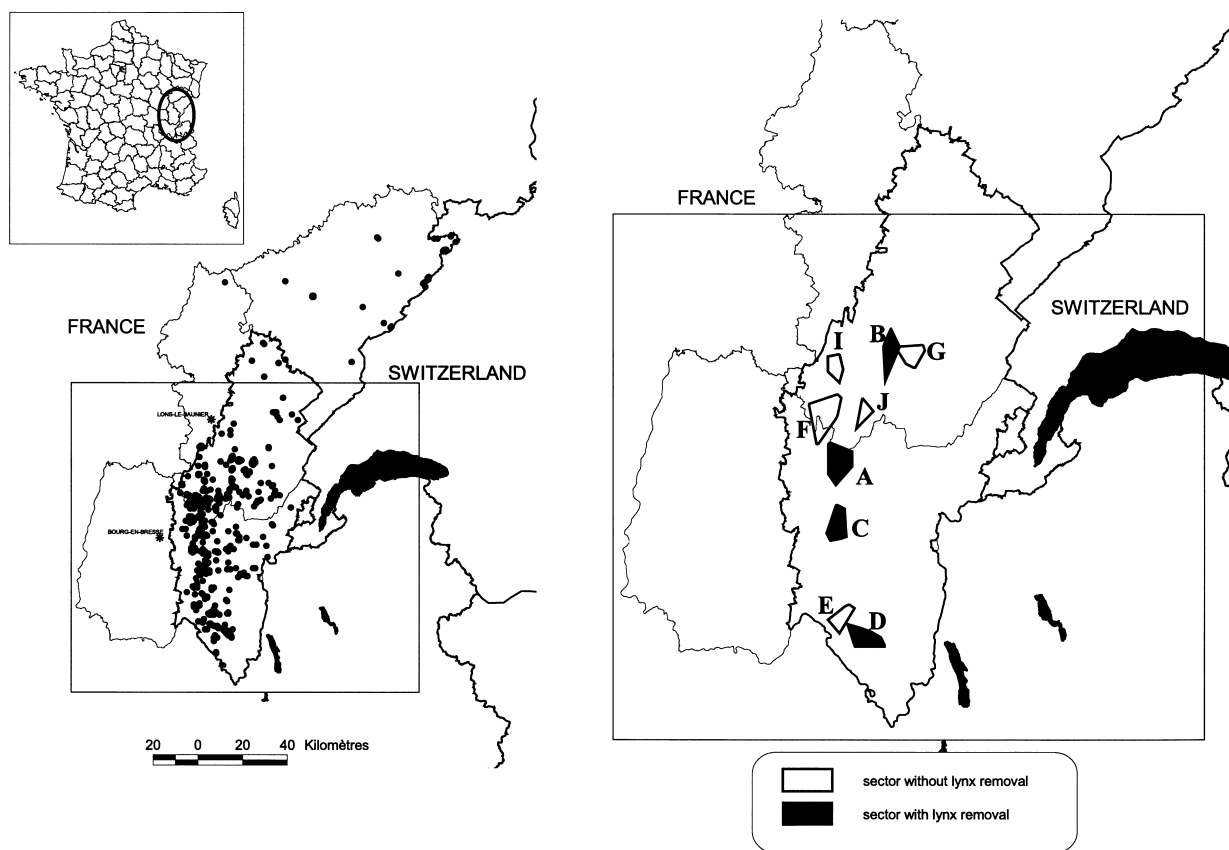 FRANCE
SWITZERLAND
LONS-LE-SAUNIER
BOURG-EN-BRESSE
20 0 20 40 Kilomètres
FRANCE
SWITZERLAND
I
B
G
J
F
A
C
E
D
sector without lynx removal
sector with lynx removal